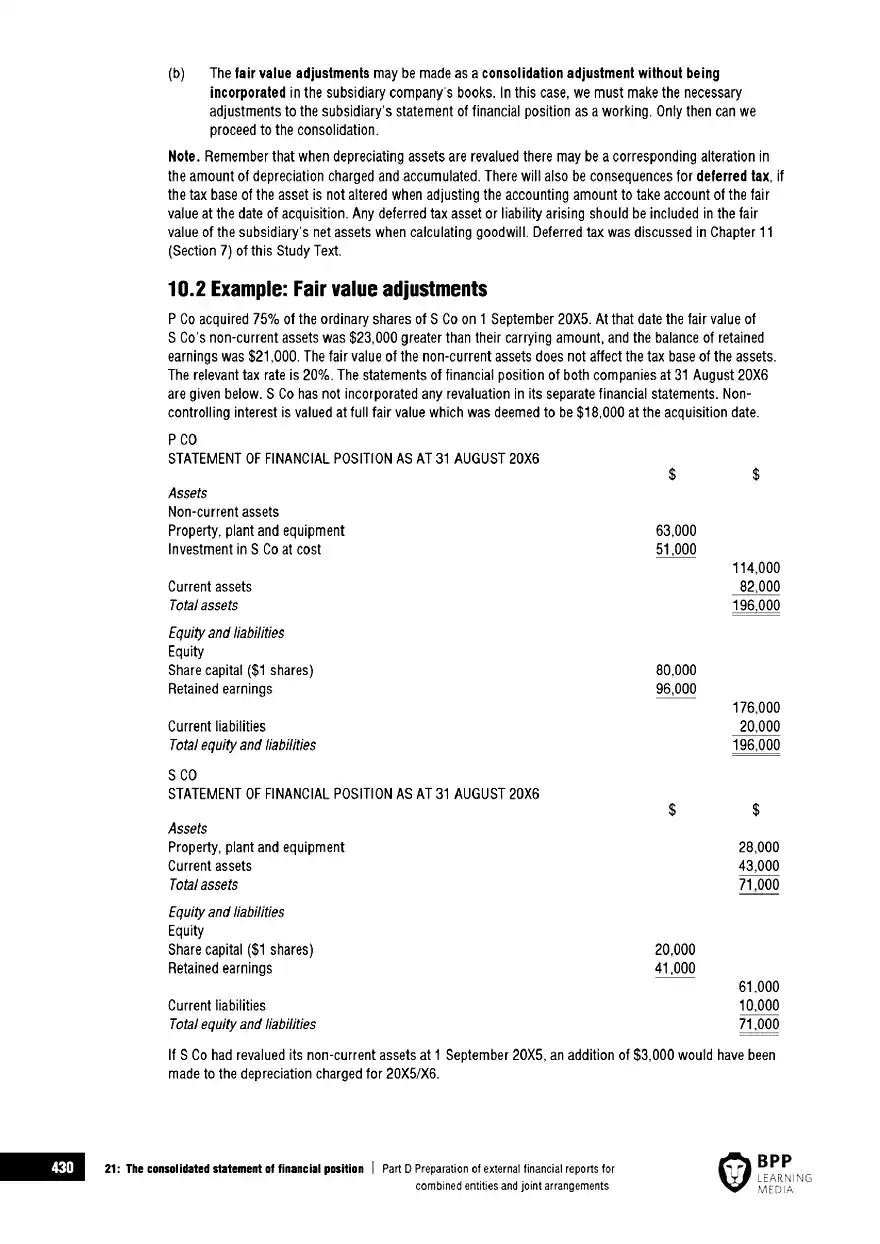 (b) The fair value adjustments may be made as a consolidation adjustment without being
incorporated in the subsidiary company's books. In this case, we must make the necessary
adjustments to the subsidiary's statement of financial position as a working. Only then can we
proceed to the consolidation.
Note. Remember that when depreciating assets are revalued there may be a corresponding alteration in
the amount of depreciation charged and accumulated. There will also be consequences for deferred tax, if
the tax base of the asset is not altered when adjusting the accounting amount to take account of the fair
value at the date of acquisition. Any deferred tax asset or liability arising should be included in the fair
value of the subsidiary's net assets when calculating goodwill. Deferred tax was discussed in Chapter 11
(Section 7) of this Study Text.
10.2 Example: Fair value adjustments
P Co acquired 75% of the ordinary shares of S Co on 1 September 20X5. At that date the fair value of
S Co's non-current assets was $23,000 greater than their carrying amount, and the balance of retained
earnings was $21,000. The fair value of the non-current assets does not affect the tax base of the assets.
The relevant tax rate is 20%. The statements of financial position of both companies at 31 August 20X6
are given below. S Co has not incorporated any revaluation in its separate financial statements. Non-
controlling interest is valued at full fair value which was deemed to be $18,000 at the acquisition date.
P CO
STATEMENT OF FINANCIAL POSITION AS AT 31 AUGUST 20X6
$ $
Assets
Non-current assets
Property, plant and equipment 63,000
Investment in S Co at cost 51,000
114,000
Current assets 82,000
Total assets 196,000
Equity and liabilities
Equity
Share capital ($1 shares) 80,000
Retained earnings 96,000
176,000
Current liabilities 20,000
Total equity and liabilities 196,000
S CO
STATEMENT OF FINANCIAL POSITION AS AT 31 AUGUST 20X6
$ $
Assets
Property, plant and equipment 28,000
Current assets 43,000
Total assets 71,000
Equity and liabilities
Equity
Share capital ($1 shares) 20,000
Retained earnings 41,000
61,000
Current liabilities 10,000
Total equity and liabilities 71,000
If S Co had revalued its non-current assets at 1 September 20X5, an addition of $3,000 would have been
made to the depreciation charged for 20X5/X6.
430 21: The consolidated statement of financial position | Part D Preparation of external financial reports for
combined entities and joint arrangements
BPP
LEARNING
MEDIA